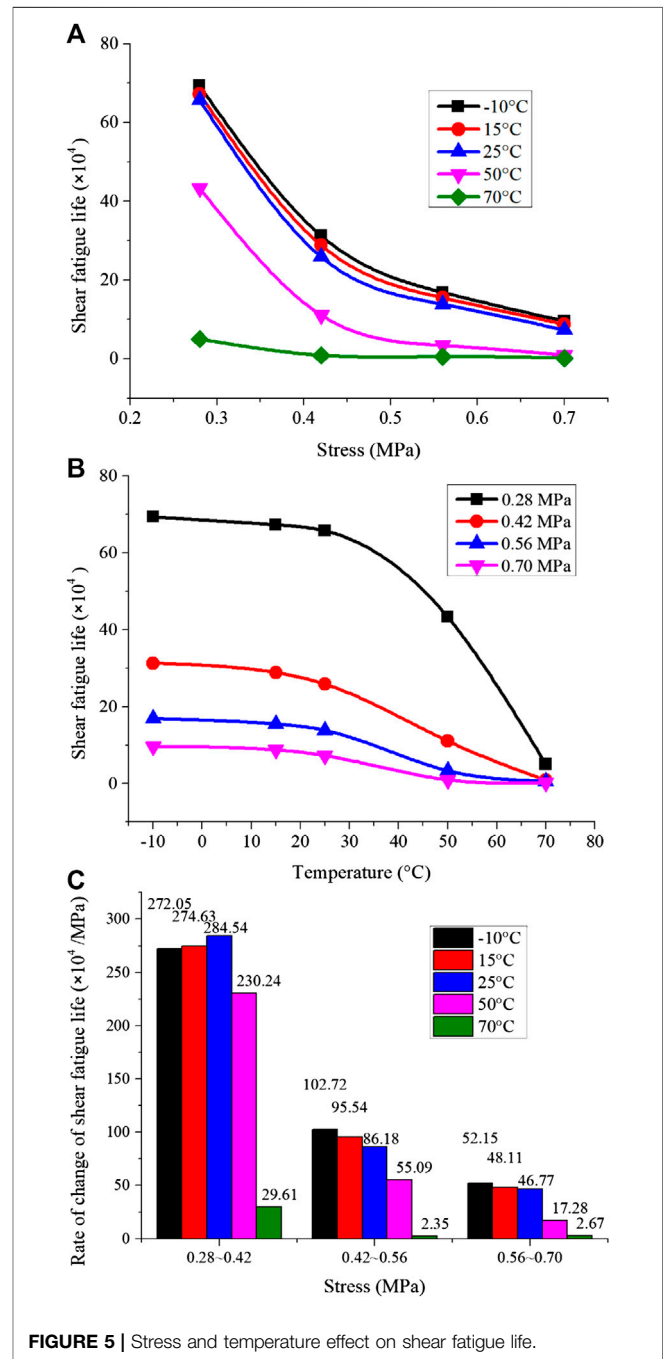 A
80
60
40
20
0
Shear fatigue life (×10⁴)
-10°C
15°C
25°C
50°C
70°C
0.2 0.3 0.4 0.5 0.6 0.7
Stress (MPa)
B
80
60
40
20
0
Shear fatigue life (×10⁴)
0.28 MPa
0.42 MPa
0.56 MPa
0.70 MPa
-10 0 10 20 30 40 50 60 70 80
Temperature (°C)
C
300
250
200
150
100
50
0
Rate of change of shear fatigue life (×10⁴ /MPa)
272.05
274.63
284.54
230.24
29.61
102.72
95.54
86.18
55.09
2.35
52.15
48.11
46.77
17.28
2.67
-10°C
15°C
25°C
50°C
70°C
0.28~0.42 0.42~0.56 0.56~0.70
Stress (MPa)
FIGURE 5 | Stress and temperature effect on shear fatigue life.